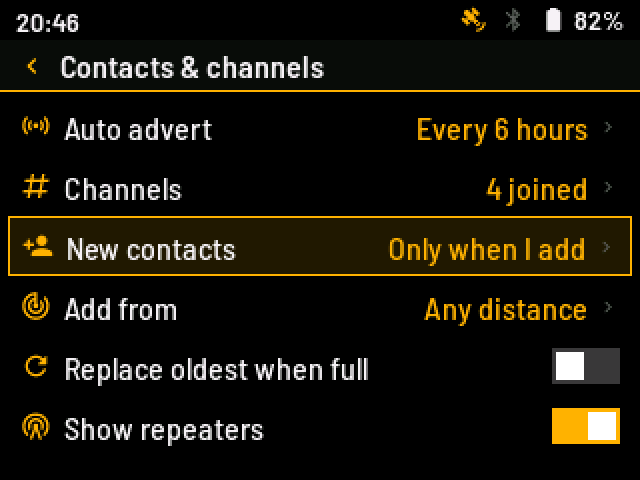 20:46 82%
Contacts & channels
Auto advert Every 6 hours
Channels 4 joined
New contacts Only when I add
Add from Any distance
Replace oldest when full
Show repeaters